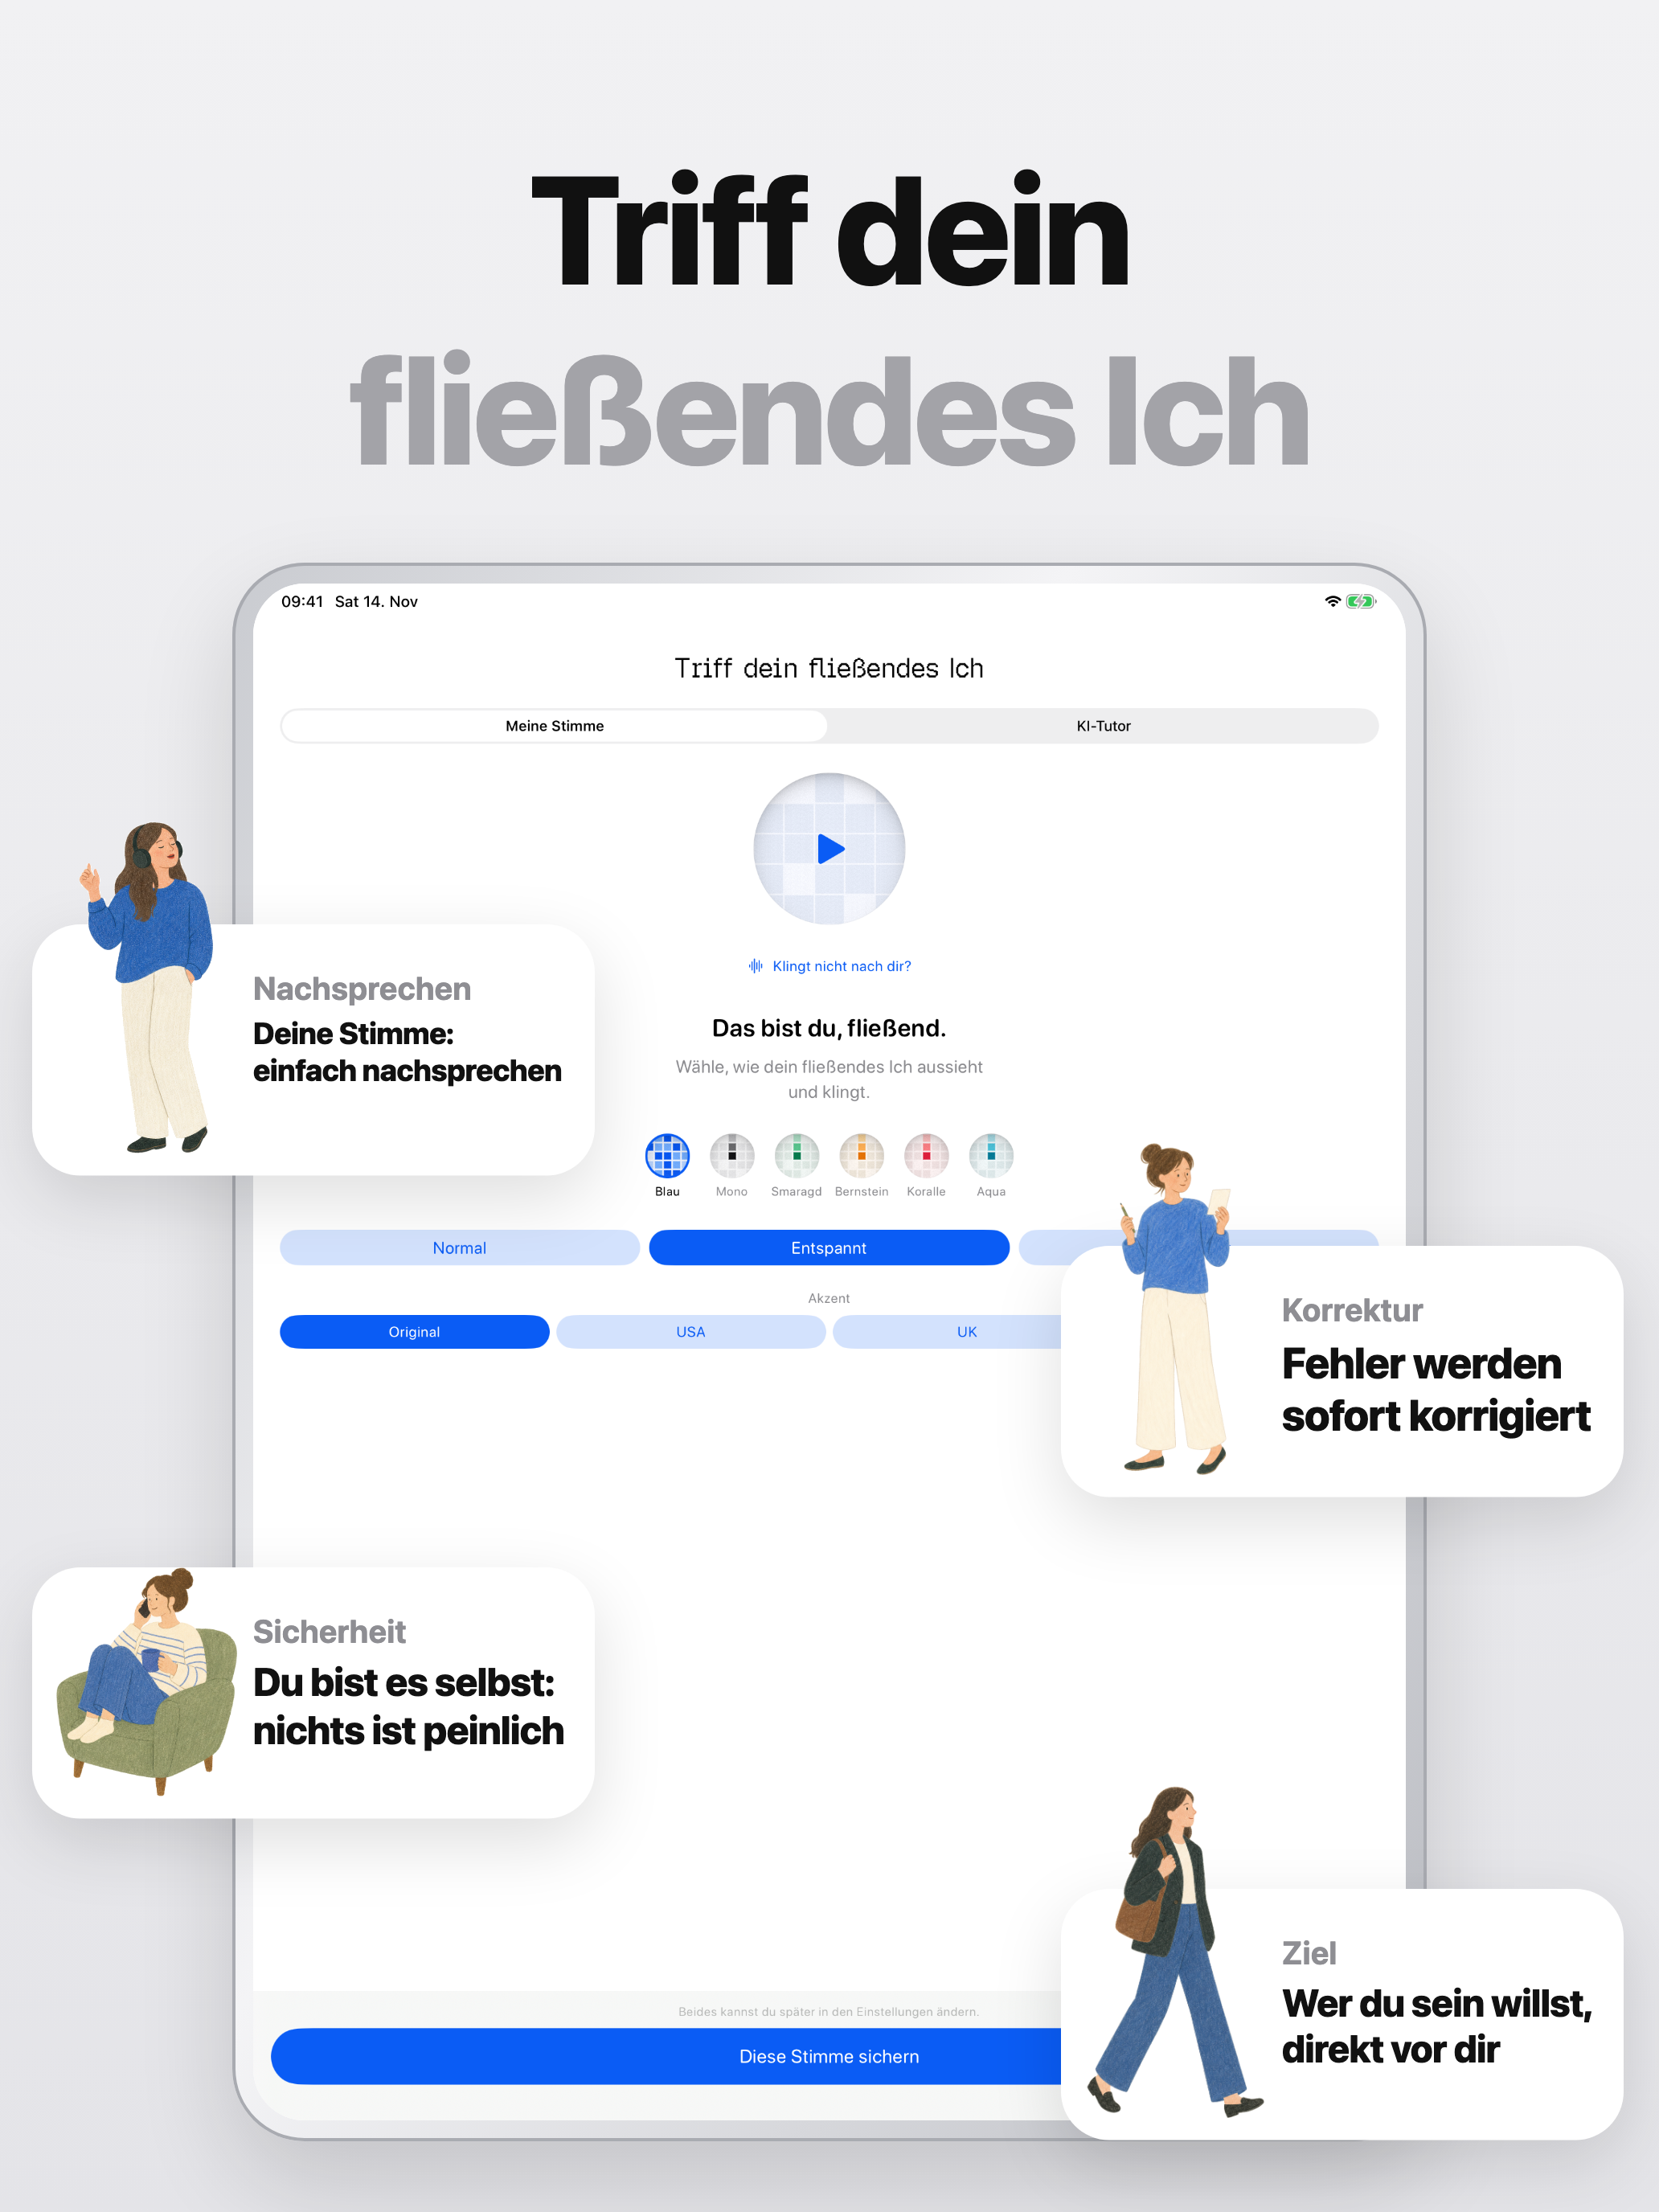 Triff dein
fließendes Ich
09:41 Sat 14. Nov
Triff dein fließendes Ich
Meine Stimme
KI-Tutor
Klingt nicht nach dir?
Nachsprechen
Deine Stimme:
einfach nachsprechen
Das bist du, fließend.
Wähle, wie dein fließendes Ich aussieht
und klingt.
Blau
Mono
Smaragd
Bernstein
Koralle
Aqua
Normal
Entspannt
Akzent
Original
USA
UK
Korrektur
Fehler werden
sofort korrigiert
Sicherheit
Du bist es selbst:
nichts ist peinlich
Ziel
Wer du sein willst,
direkt vor dir
Beides kannst du später in den Einstellungen ändern.
Diese Stimme sichern